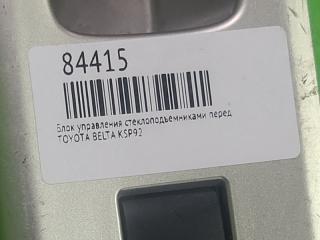 84415
Блок управления стеклоподъемниками перед
TOYOTA BELTA KSP92